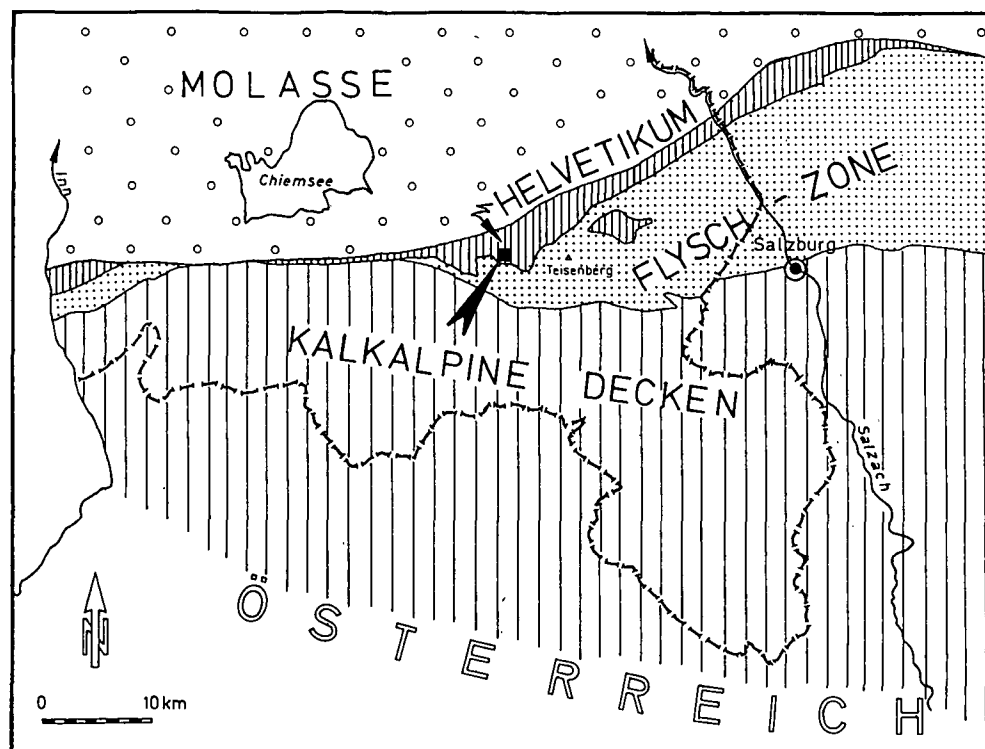 MOLASSE
Chiemsee
Inn
HELVETIKUM
FLYSCH-ZONE
Salzburg
Teisenberg
KALKALPINE DECKEN
Salzach
ÖSTERREICH
N
0 10 km